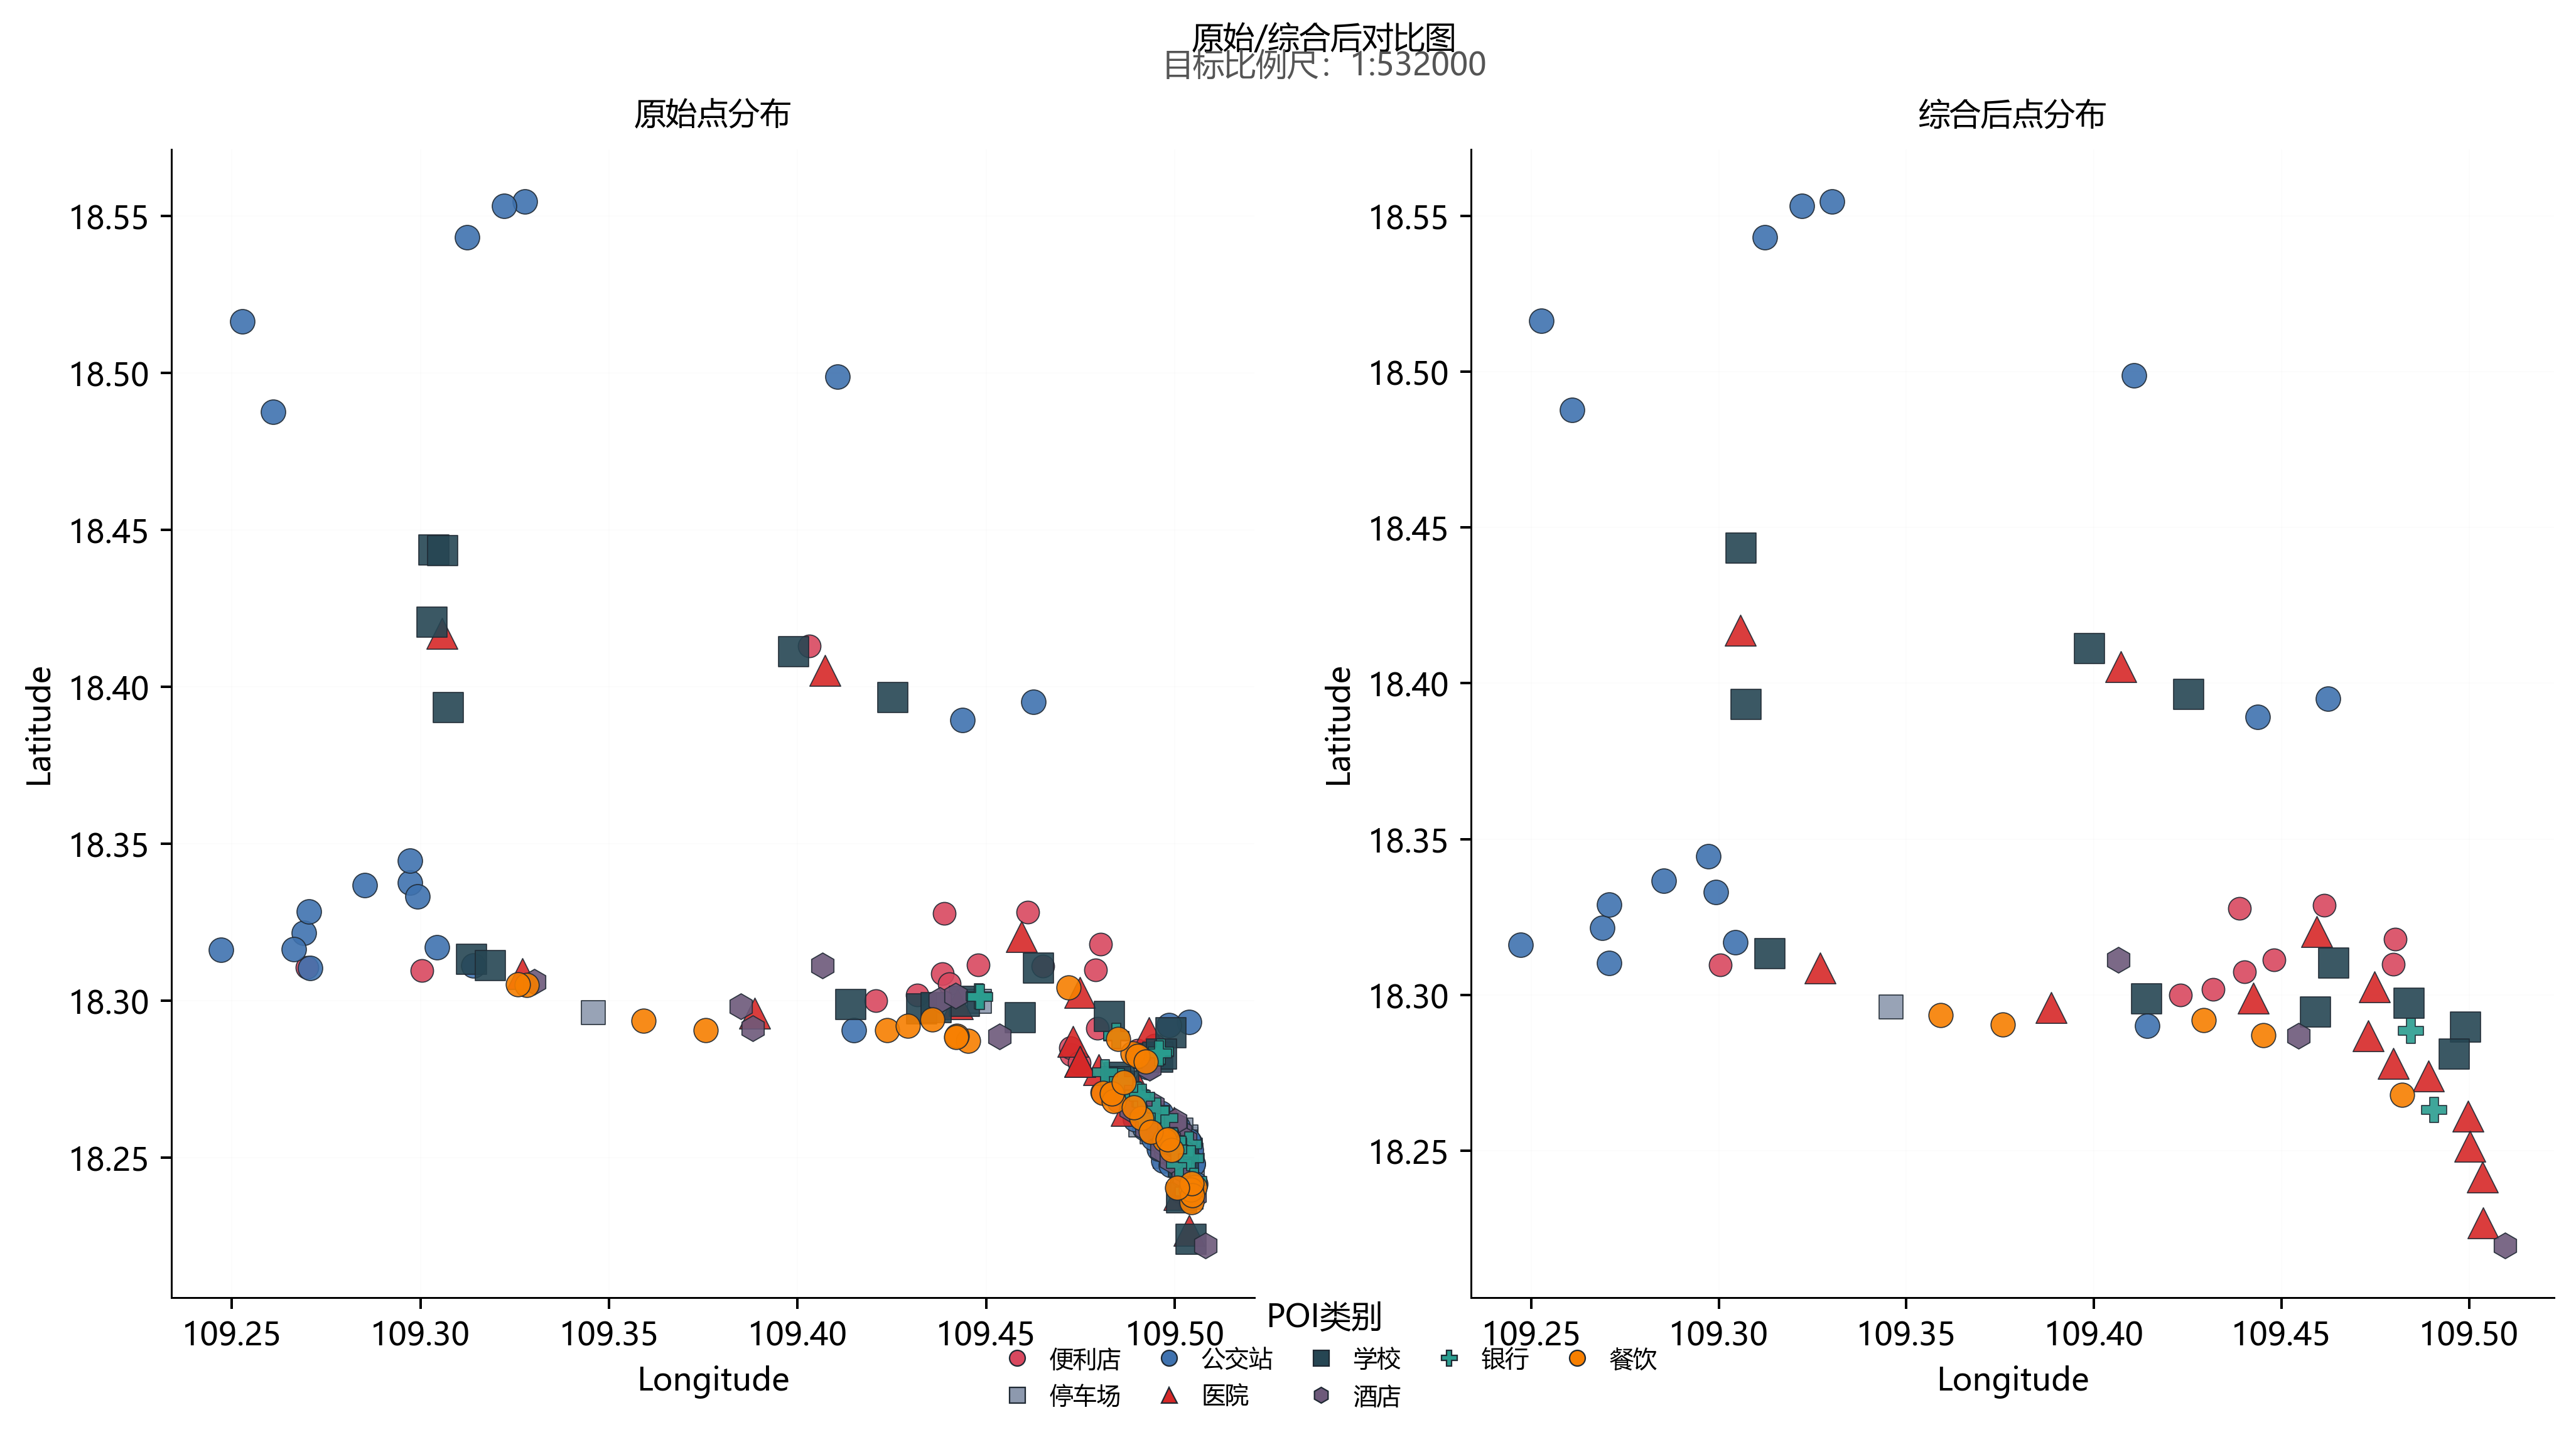 原始/综合后对比图
目标比例尺：1:532000
原始点分布
综合后点分布
18.55
18.50
18.45
18.40
18.35
18.30
18.25
Latitude
109.25 109.30 109.35 109.40 109.45 109.50
Longitude
18.55
18.50
18.45
18.40
18.35
18.30
18.25
Latitude
109.25 109.30 109.35 109.40 109.45 109.50
Longitude
POI类别
便利店 公交站 学校 银行 餐饮
停车场 医院 酒店